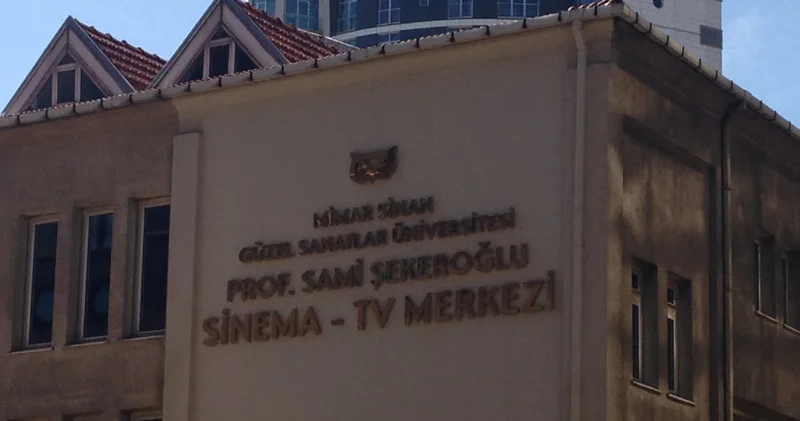 MİMAR SİNAN
GÜZEL SANATLAR ÜNİVERSİTESİ
PROF. SAMİ ŞEKEROĞLU
SİNEMA - TV MERKEZİ